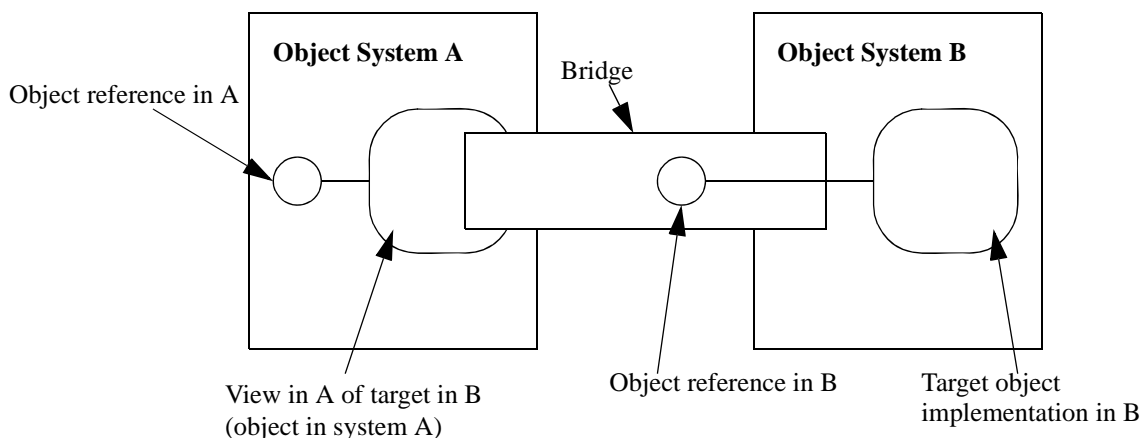 Object System A
Object System B
Bridge
Object reference in A
View in A of target in B
(object in system A)
Object reference in B
Target object
implementation in B